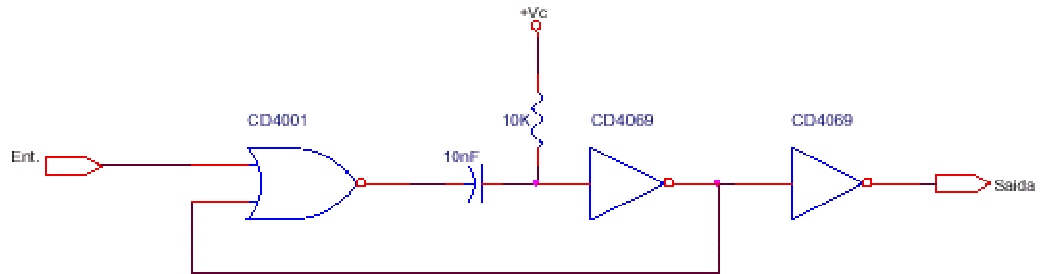 +Vc
CD4001
10K
CD4069
CD4069
Ent.
10nF
Saida